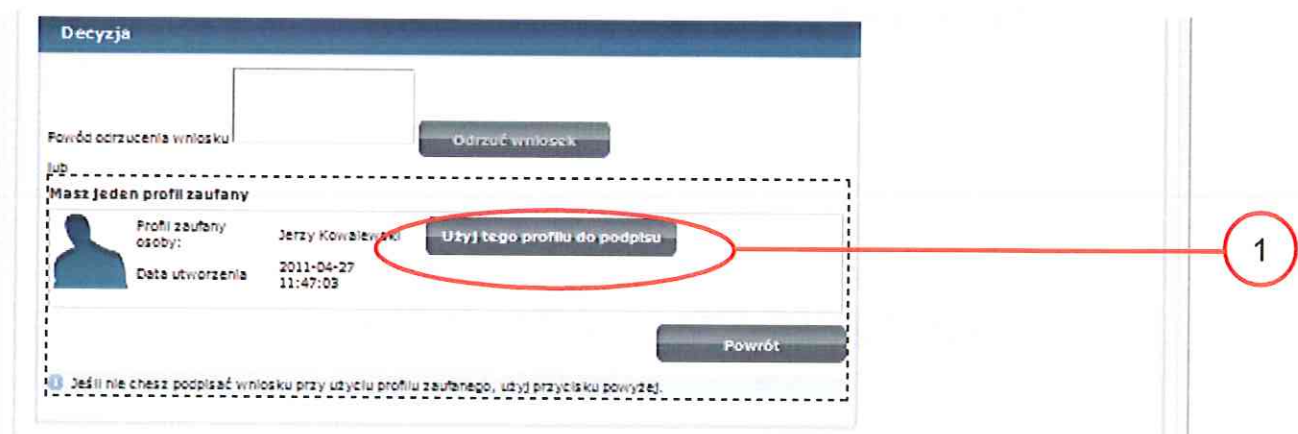 Decyzja
Powód odrzucenia wniosku
Odrzuć wniosek
lub
Masz jeden profil zaufany
Profil zaufany
osoby:
Jerzy Kowalewski
Użyj tego profilu do podpisu
1
Data utworzenia
2011-04-27
11:47:03
Powrót
Jeśli nie chesz podpisać wniosku przy użyciu profilu zaufanego, użyj przycisku powyżej.